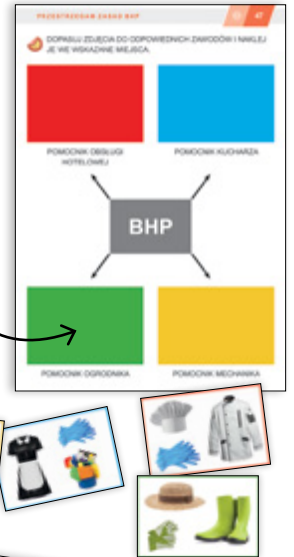 PRZESTRZEGAM ZASAD BHP
47
DOPASUJ ZDJĘCIA DO ODPOWIEDNICH ZAWODÓW I NAKLEJ
JE WE WSKAZANE MIEJSCA.
POMOCNIK OBSŁUGI
HOTELOWEJ
POMOCNIK KUCHARZA
BHP
POMOCNIK OGRODNIKA
POMOCNIK MECHANIKA